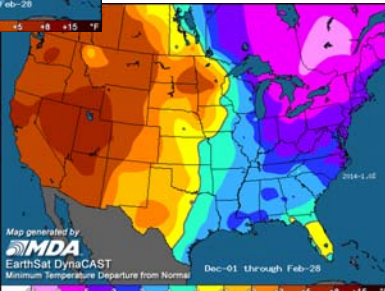 Feb-28
+5 +8 +15 °F
2014-1.02
Map generated by
MDA
EarthSat DynaCAST
Minimum Temperature Departure from Normal
Dec-01 through Feb-28